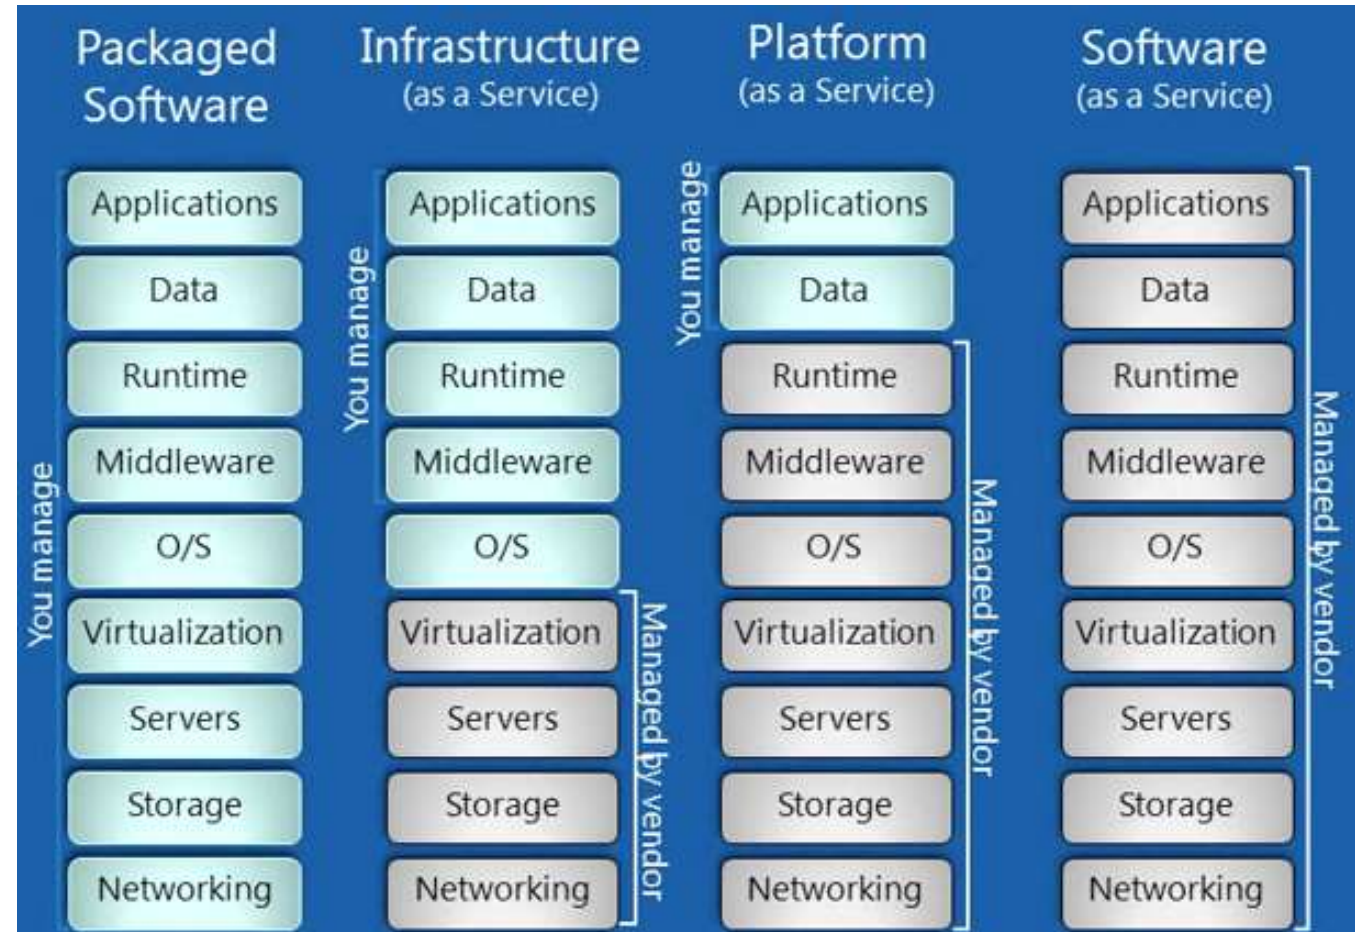 Packaged
Software
You manage
Applications
Data
Runtime
Middleware
O/S
Virtualization
Servers
Storage
Networking
Infrastructure
(as a Service)
You manage
Applications
Data
Runtime
Middleware
O/S
Virtualization
Servers
Storage
Networking
Managed by vendor
Platform
(as a Service)
You manage
Applications
Data
Runtime
Middleware
O/S
Virtualization
Servers
Storage
Networking
Managed by vendor
Software
(as a Service)
Applications
Data
Runtime
Middleware
O/S
Virtualization
Servers
Storage
Networking
Managed by vendor